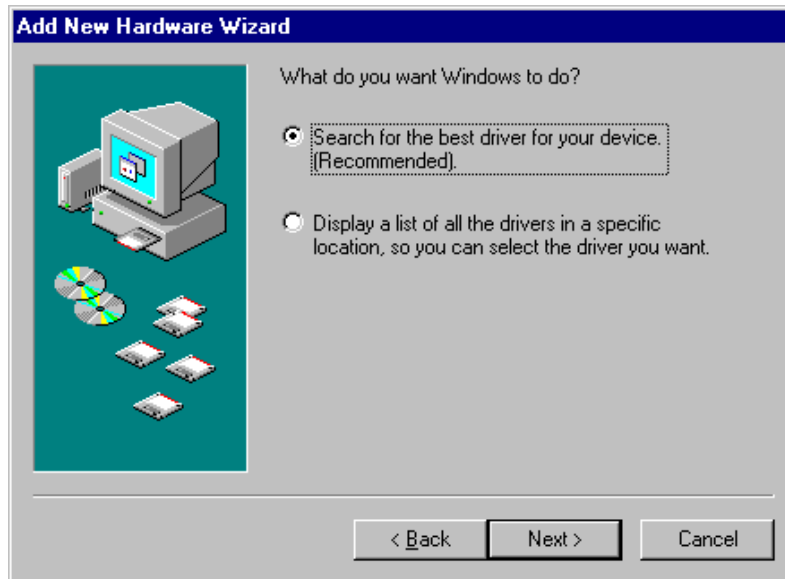 Add New Hardware Wizard
What do you want Windows to do?
Search for the best driver for your device.
(Recommended).
Display a list of all the drivers in a specific
location, so you can select the driver you want.
< Back
Next >
Cancel